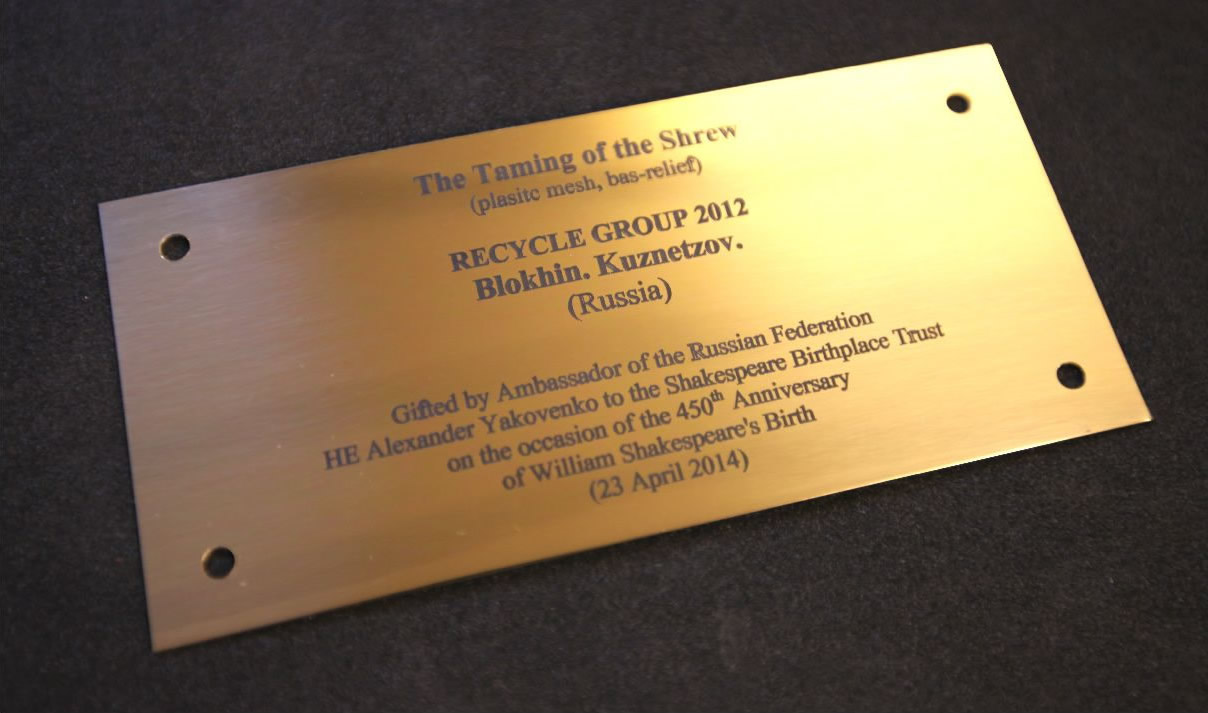 The Taming of the Shrew
(plasitc mesh, bas-relief)
RECYCLE GROUP 2012
Blokhin. Kuznetzov.
(Russia)
Gifted by Ambassador of the Russian Federation
HE Alexander Yakovenko to the Shakespeare Birthplace Trust
on the occasion of the 450th Anniversary
of William Shakespeare's Birth
(23 April 2014)